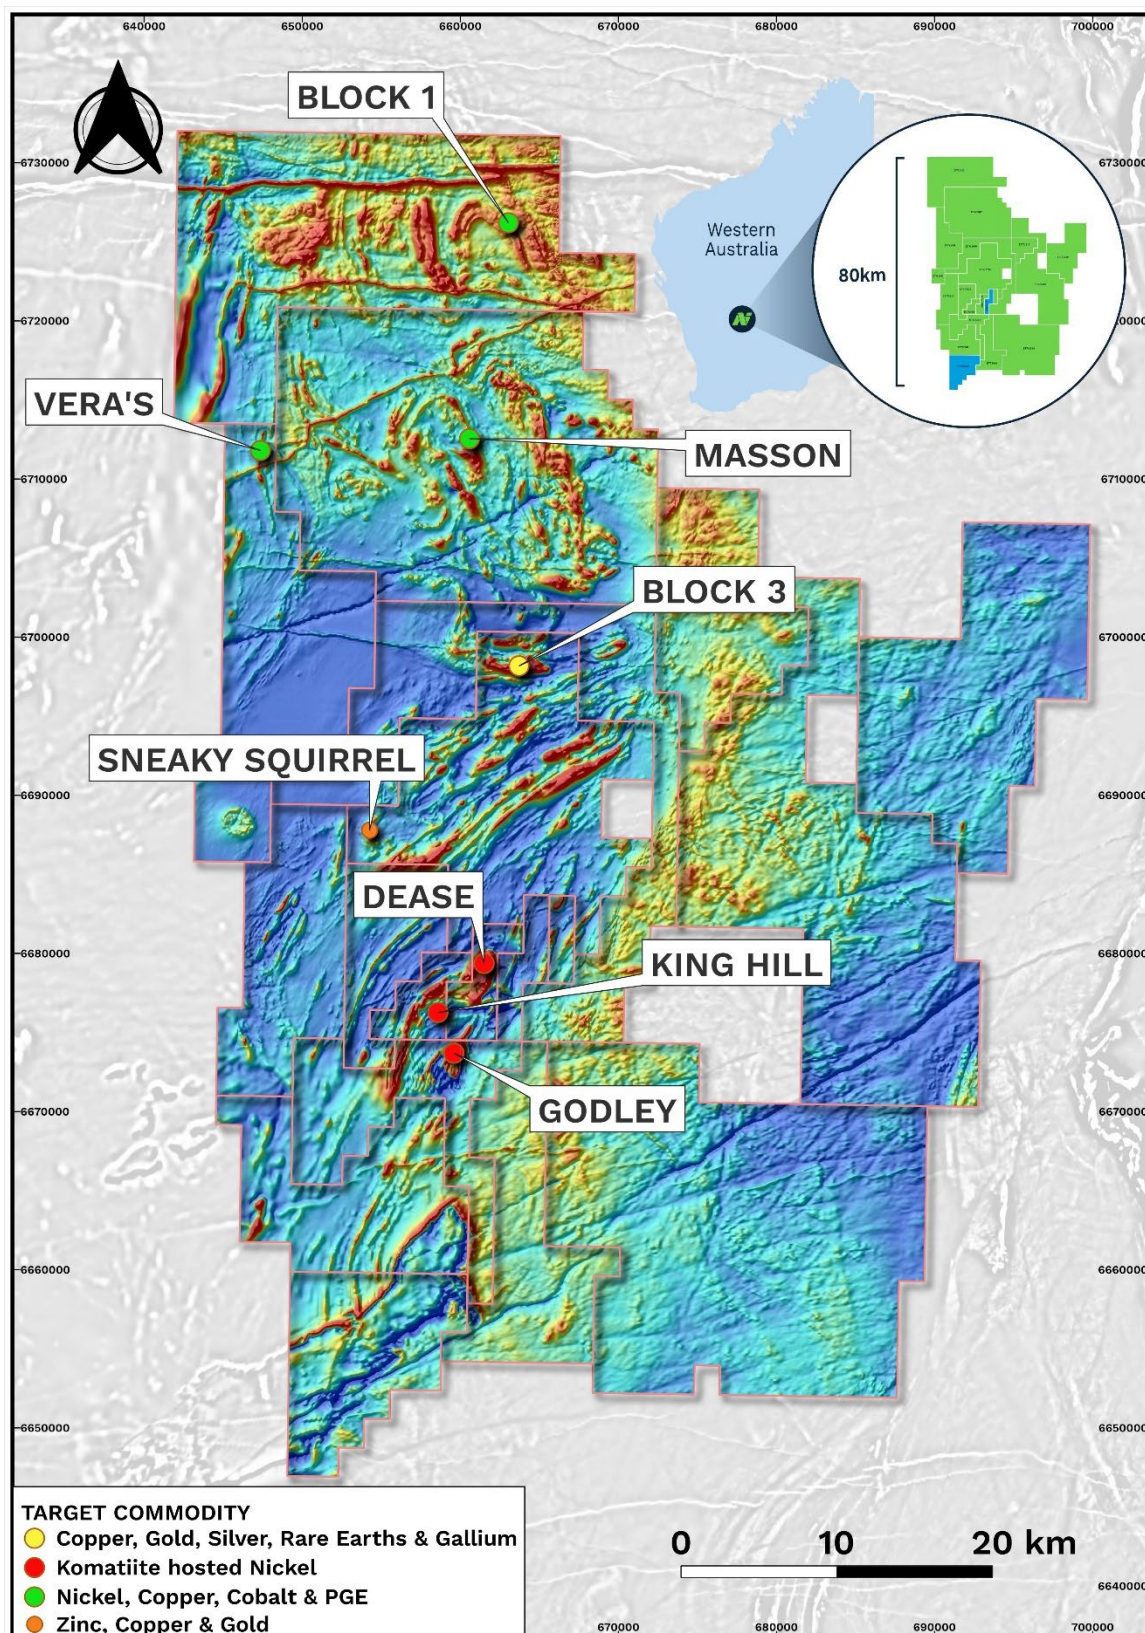 640000
650000
660000
670000
680000
690000
700000
BLOCK 1
6730000
6730000
Western
Australia
80km
6720000
VERA'S
MASSON
6710000
6710000
BLOCK 3
6700000
6700000
SNEAKY SQUIRREL
6690000
6690000
DEASE
6680000
6680000
KING HILL
GODLEY
6670000
6670000
6660000
6660000
6650000
6650000
TARGET COMMODITY
Copper, Gold, Silver, Rare Earths & Gallium
Komatiite hosted Nickel
Nickel, Copper, Cobalt & PGE
Zinc, Copper & Gold
0 10 20 km
6640000
670000
680000
690000
700000